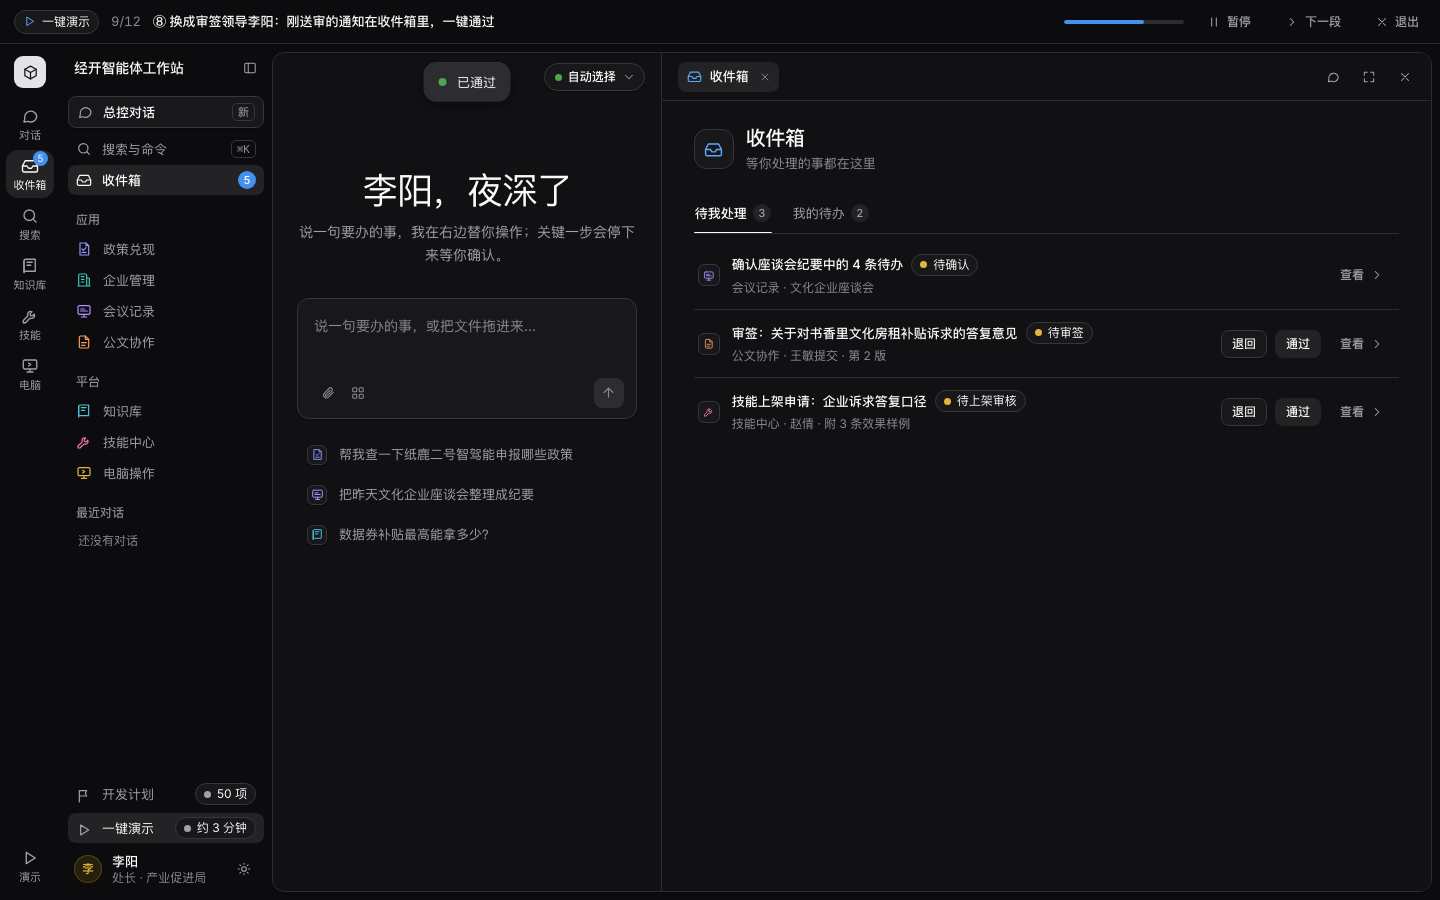 一键演示 9/12 ⑧ 换成审签领导李阳：刚送审的通知在收件箱里，一键通过 暂停 下一段 退出
对话
收件箱 5
搜索
知识库
技能
电脑
演示
经开智能体工作站
总控对话 新
搜索与命令 ⌘K
收件箱 5
应用
政策兑现
企业管理
会议记录
公文协作
平台
知识库
技能中心
电脑操作
最近对话
还没有对话
开发计划 50 项
一键演示 约 3 分钟
李 李阳
处长 · 产业促进局
已通过 自动选择
李阳，夜深了
说一句要办的事，我在右边替你操作；关键一步会停下
来等你确认。
说一句要办的事，或把文件拖进来...
帮我查一下纸鹿二号智驾能申报哪些政策
把昨天文化企业座谈会整理成纪要
数据券补贴最高能拿多少？
收件箱
收件箱
等你处理的事都在这里
待我处理 3 我的待办 2
确认座谈会纪要中的 4 条待办 待确认
会议记录 · 文化企业座谈会
查看
审签：关于对书香里文化房租补贴诉求的答复意见 待审签
公文协作 · 王敏提交 · 第 2 版
退回 通过 查看
技能上架申请：企业诉求答复口径 待上架审核
技能中心 · 赵倩 · 附 3 条效果样例
退回 通过 查看